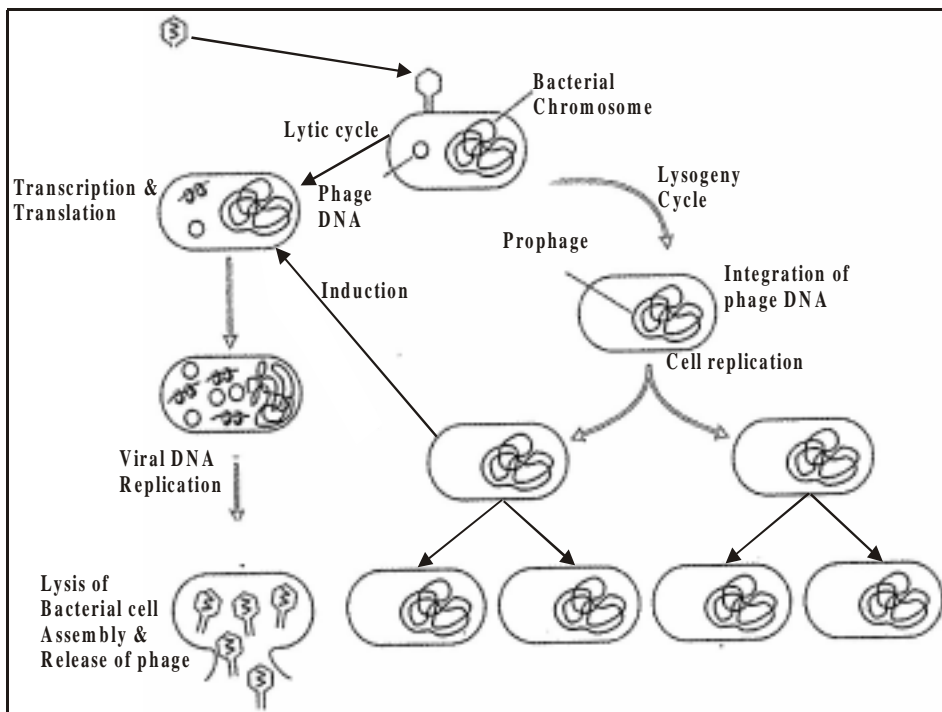 Bacterial
Chromosome
Lytic cycle
Phage
DNA
Transcription &
Translation
Lysogeny
Cycle
Prophage
Integration of
phage DNA
Induction
Cell replication
Viral DNA
Replication
Lysis of
Bacterial cell
Assembly &
Release of phage